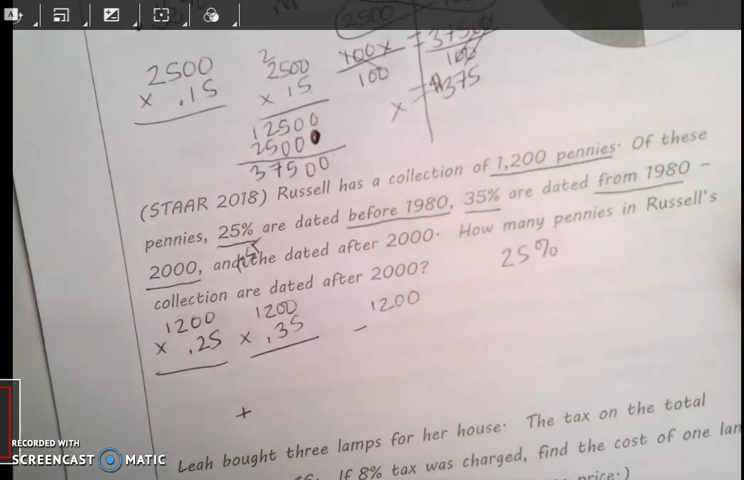 2500
2500 100x = 37500
x .15 2 2500 100 100
x 15 x = $375
12500
25000
37500
(STAAR 2018) Russell has a collection of 1,200 pennies. Of these
pennies, 25% are dated before 1980, 35% are dated from 1980 –
2000, and the dated after 2000. How many pennies in Russell's
collection are dated after 2000? 25%
1200 1200 1200
x .25 x .35 –
+
Leah bought three lamps for her house. The tax on the total
If 8% tax was charged, find the cost of one
price.)
RECORDED WITH
SCREENCAST MATIC